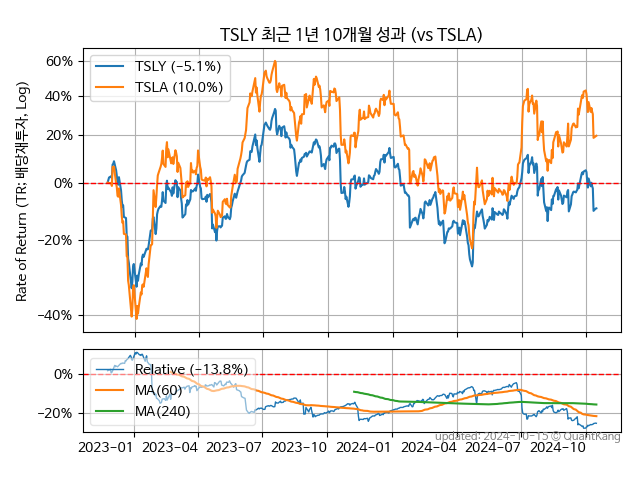 TSLY 최근 1년 10개월 성과 (vs TSLA)
Rate of Return (TR: 배당재투자, Log)
60%
40%
20%
0%
−20%
−40%
TSLY (−5.1%)
TSLA (10.0%)
0%
−20%
Relative (−13.8%)
MA(60)
MA(240)
2023−01 2023−04 2023−07 2023−10 2024−01 2024−04 2024−07 2024−10
updated: 2024−10−15 © QuantKang